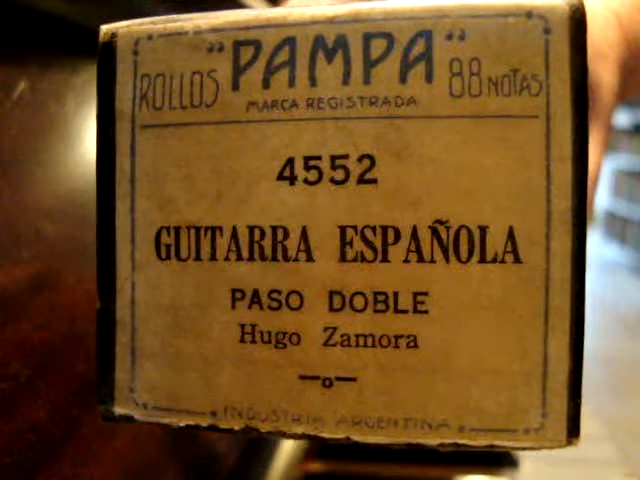 ROLLOS "PAMPA" 88 NOTAS
MARCA REGISTRADA
4552
GUITARRA ESPAÑOLA
PASO DOBLE
Hugo Zamora
INDUSTRIA ARGENTINA